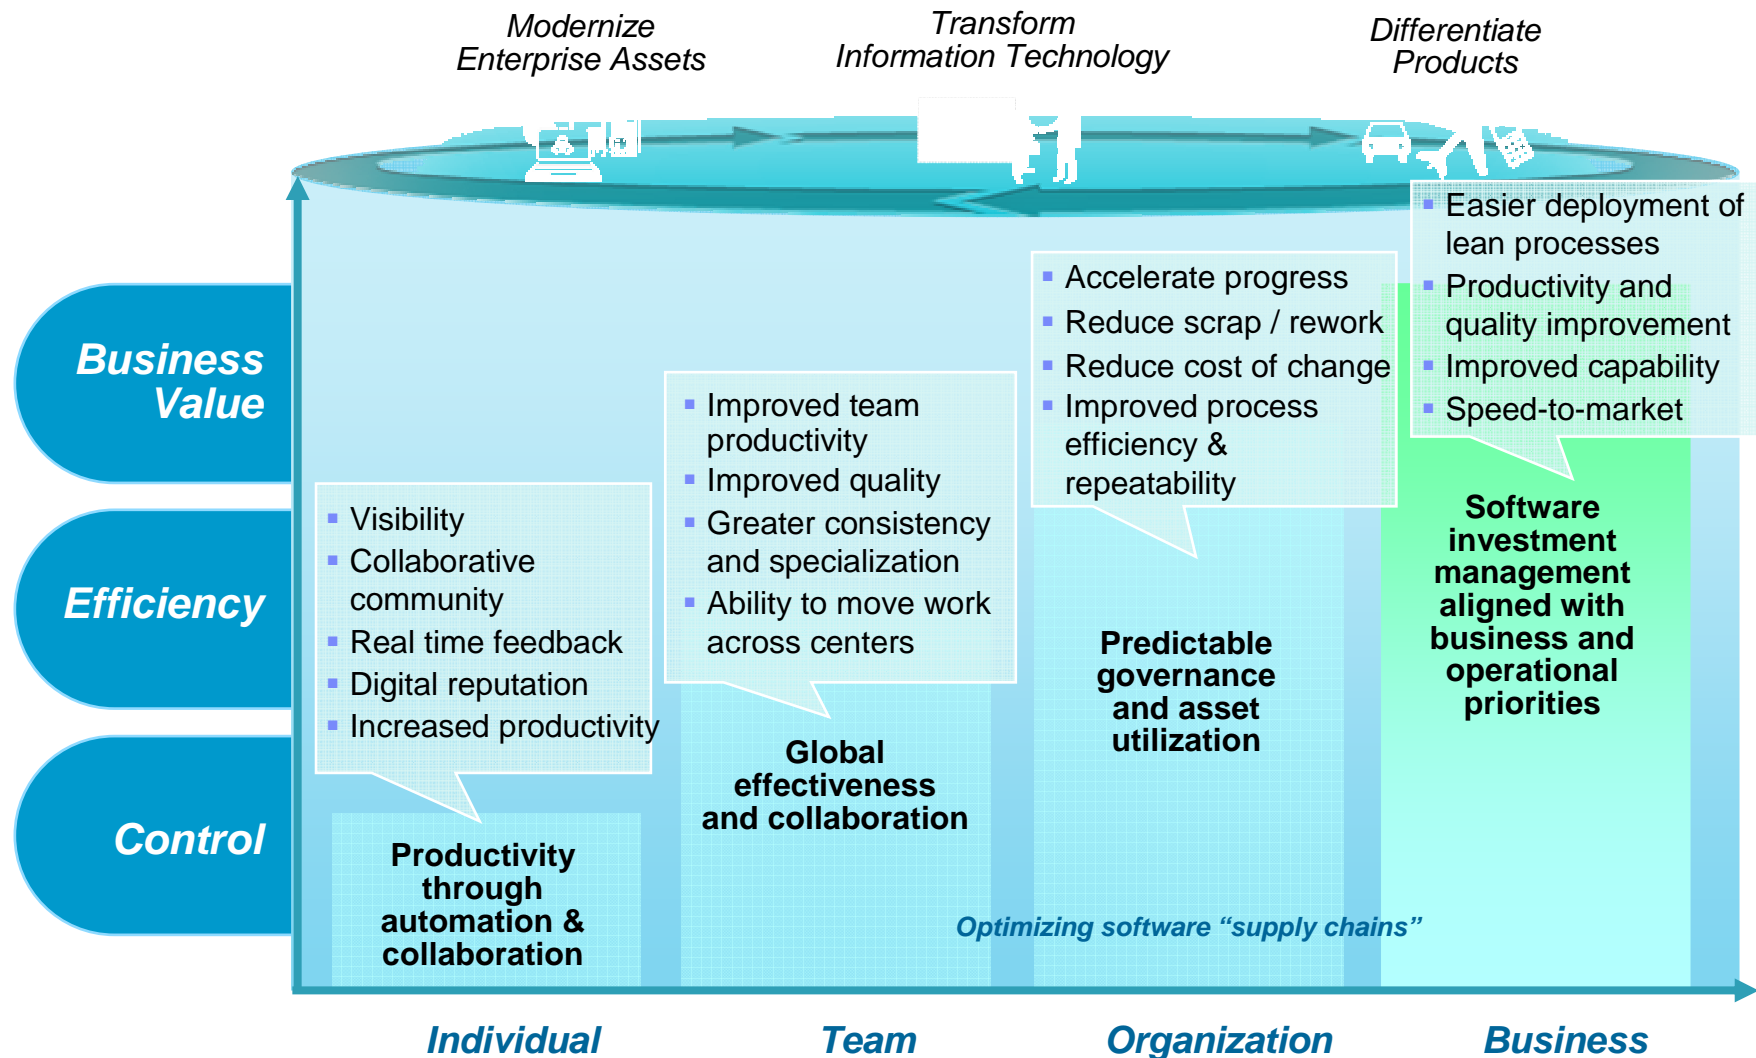 Modernize
Enterprise Assets
Transform
Information Technology
Differentiate
Products
Business
Value
Efficiency
Control
▪ Visibility
▪ Collaborative
community
▪ Real time feedback
▪ Digital reputation
▪ Increased productivity
Productivity
through
automation &
collaboration
▪ Improved team
productivity
▪ Improved quality
▪ Greater consistency
and specialization
▪ Ability to move work
across centers
Global
effectiveness
and collaboration
▪ Accelerate progress
▪ Reduce scrap / rework
▪ Reduce cost of change
▪ Improved process
efficiency &
repeatability
Predictable
governance
and asset
utilization
▪ Easier deployment of
lean processes
▪ Productivity and
quality improvement
▪ Improved capability
▪ Speed-to-market
Software
investment
management
aligned with
business and
operational
priorities
Optimizing software “supply chains”
Individual
Team
Organization
Business